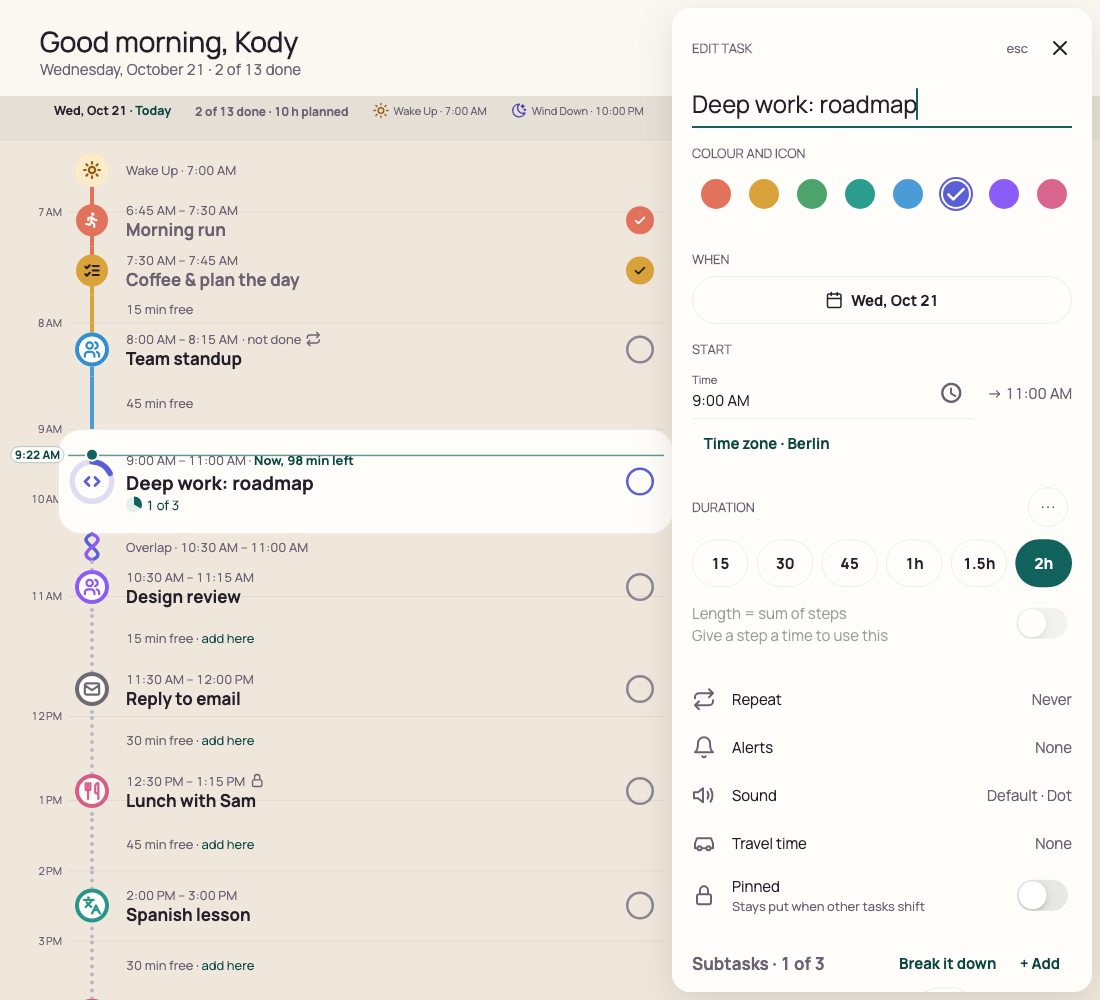 Good morning, Kody
Wednesday, October 21 · 2 of 13 done
Wed, Oct 21 · Today
2 of 13 done · 10 h planned
Wake Up · 7:00 AM
Wind Down · 10:00 PM
Wake Up · 7:00 AM
7 AM
6:45 AM – 7:30 AM
Morning run
7:30 AM – 7:45 AM
Coffee & plan the day
15 min free
8 AM
8:00 AM – 8:15 AM · not done
Team standup
45 min free
9 AM
9:22 AM
9:00 AM – 11:00 AM · Now, 98 min left
Deep work: roadmap
10 AM
1 of 3
Overlap · 10:30 AM – 11:00 AM
10:30 AM – 11:15 AM
11 AM
Design review
15 min free · add here
11:30 AM – 12:00 PM
Reply to email
12 PM
30 min free · add here
12:30 PM – 1:15 PM
1 PM
Lunch with Sam
45 min free · add here
2 PM
2:00 PM – 3:00 PM
Spanish lesson
3 PM
30 min free · add here
EDIT TASK
esc
Deep work: roadmap
COLOUR AND ICON
WHEN
Wed, Oct 21
START
Time
9:00 AM
→ 11:00 AM
Time zone · Berlin
DURATION
···
15 30 45 1h 1.5h 2h
Length = sum of steps
Give a step a time to use this
Repeat Never
Alerts None
Sound Default · Dot
Travel time None
Pinned
Stays put when other tasks shift
Subtasks · 1 of 3 Break it down + Add